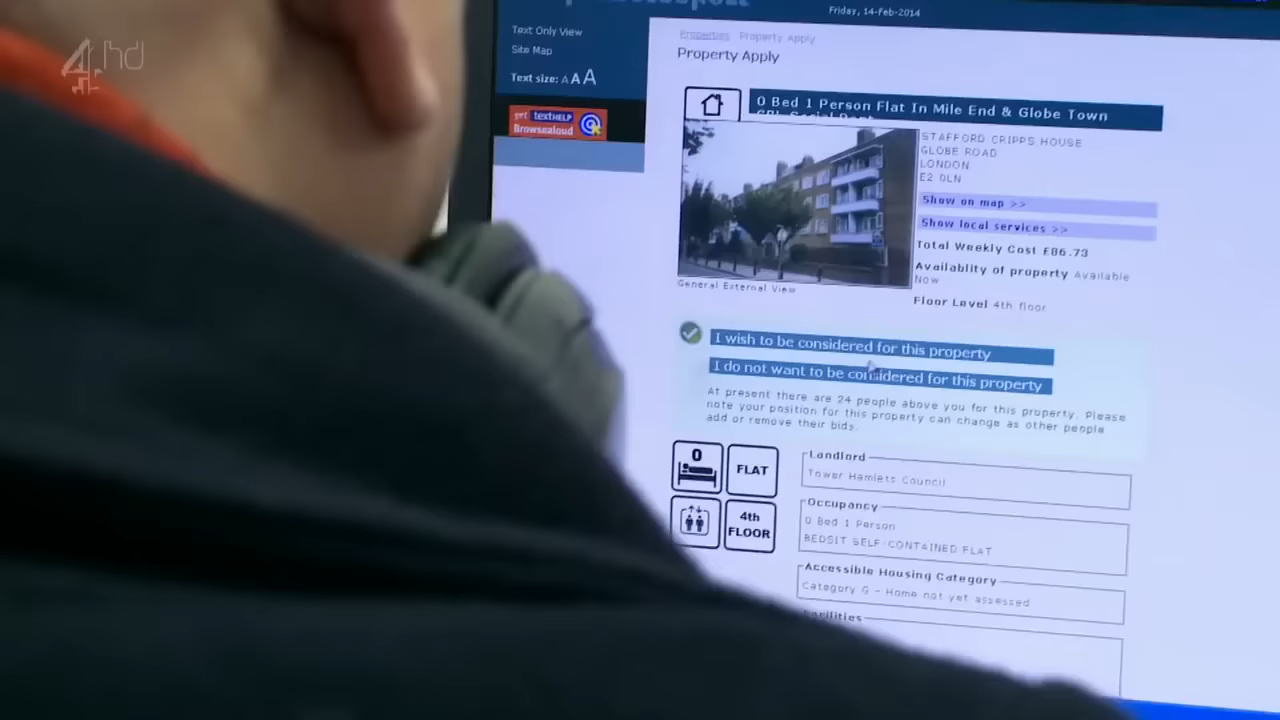 4 hd
Friday, 14-Feb-2014
Text Only View
Site Map
Text size: A A A
get textHELP
Browsealoud
Properties Property Apply
Property Apply
0 Bed 1 Person Flat In Mile End & Globe Town
STAFFORD CRIPPS HOUSE
GLOBE ROAD
LONDON
E2 0LN
Show on map >>
Show local services >>
Total Weekly Cost £86.73
Availablity of property Available
Now
Floor Level 4th floor
General External View
I wish to be considered for this property
I do not want to be considered for this property
At present there are 24 people above you for this property. Please
note your position for this property can change as other people
add or remove their bids.
0
FLAT
4th
FLOOR
Landlord
Tower Hamlets Council
Occupancy
0 Bed 1 Person
BEDSIT SELF-CONTAINED FLAT
Accessible Housing Category
Category G - Home not yet assessed
Facilities